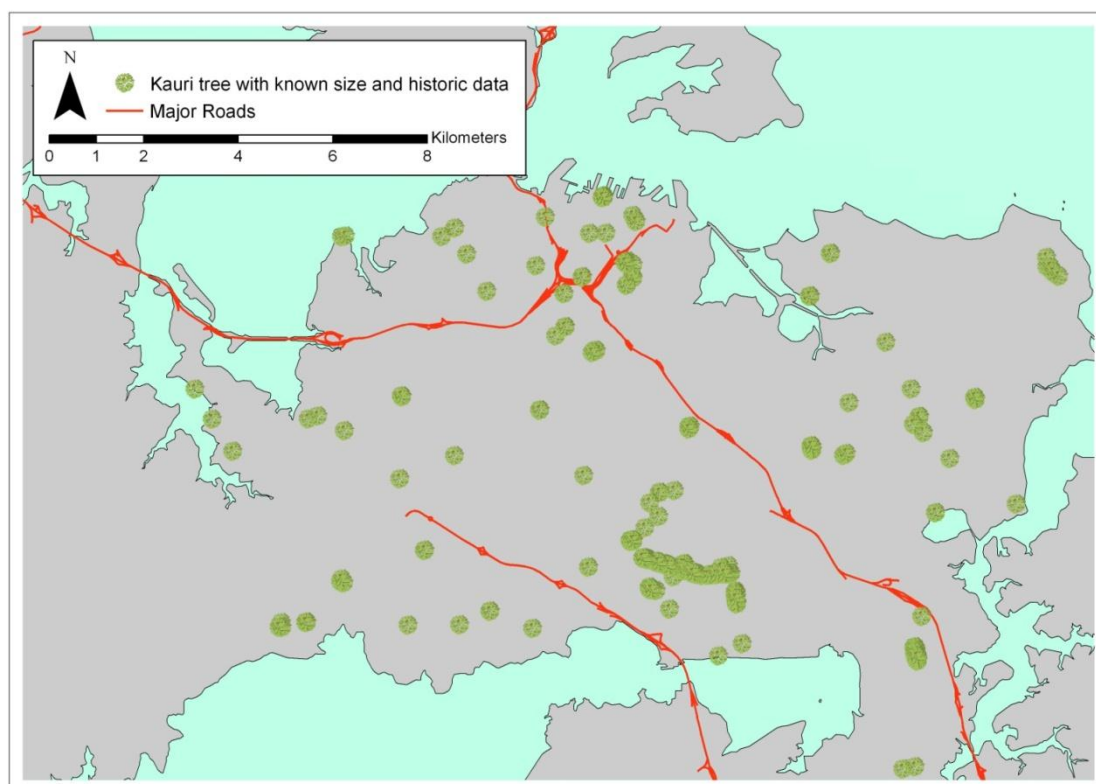 N
Kauri tree with known size and historic data
Major Roads
Kilometers
0 1 2 4 6 8